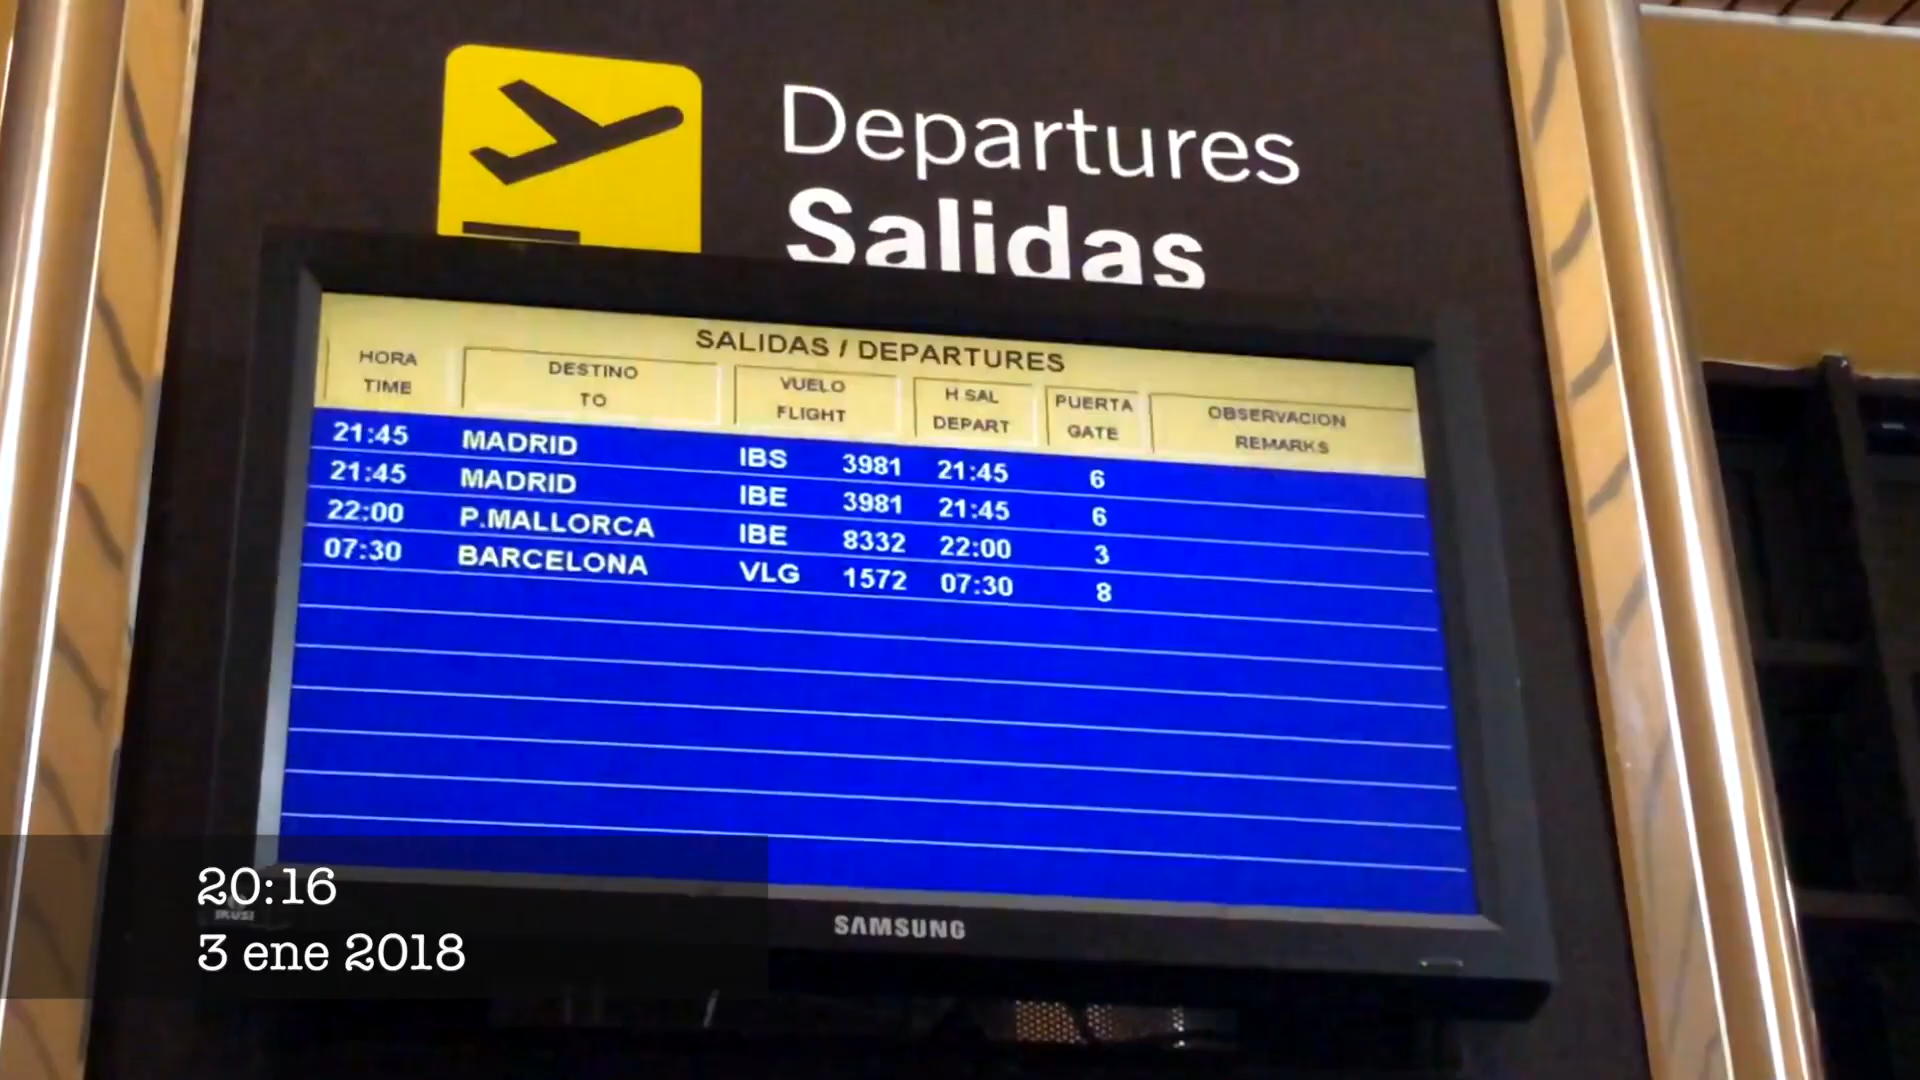 Departures
Salidas
SALIDAS / DEPARTURES
HORA DESTINO VUELO H.SAL PUERTA OBSERVACION
TIME TO FLIGHT DEPART GATE REMARKS
21:45 MADRID IBS 3981 21:45 6
21:45 MADRID IBE 3981 21:45 6
22:00 P.MALLORCA IBE 8332 22:00 3
07:30 BARCELONA VLG 1572 07:30 8
20:16
IKUSI
3 ene 2018
SAMSUNG